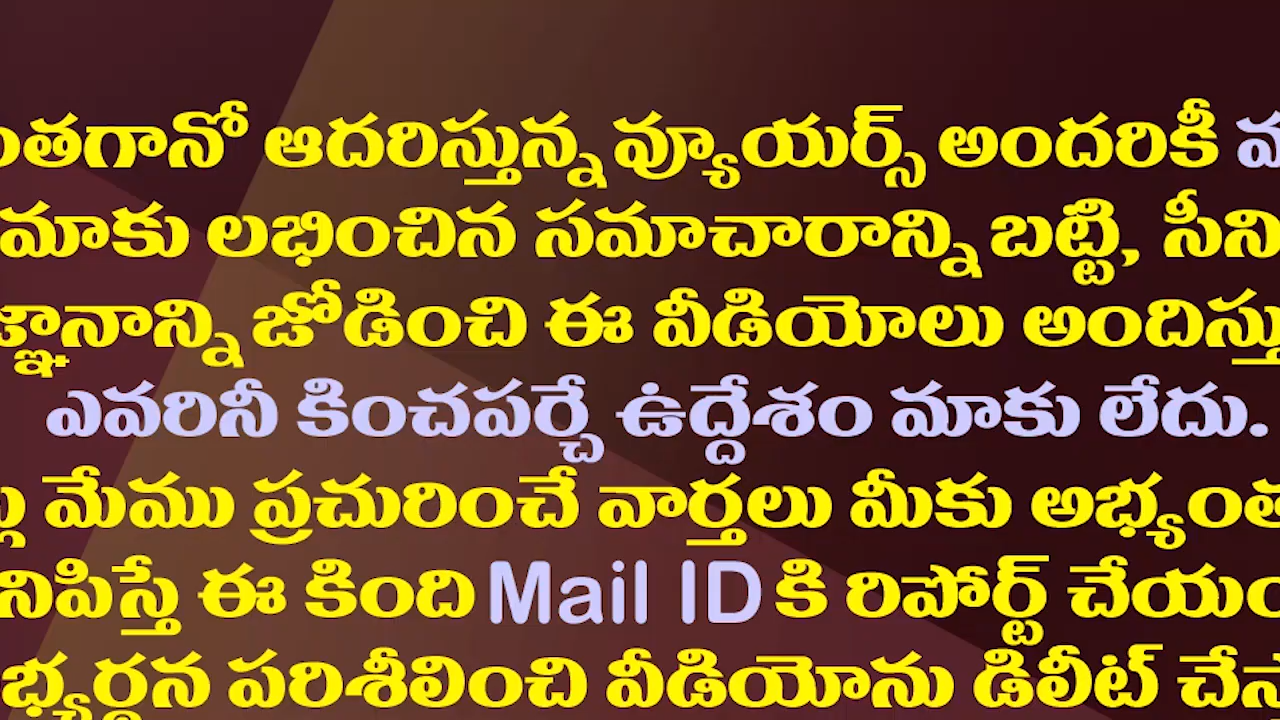 ఆదరిస్తున్న వ్యూయర్స్ అందరికీ
మాకు లభించిన సమాచారాన్ని బట్టి,
జోడించి ఈ వీడియోలు
ఎవరినీ కించపర్చే ఉద్దేశం మాకు లేదు.
మేము ప్రచురించే వార్తలు మీకు
ఈ కింది Mail ID కి రిపోర్ట్
పరిశీలించి వీడియోను డిలీట్